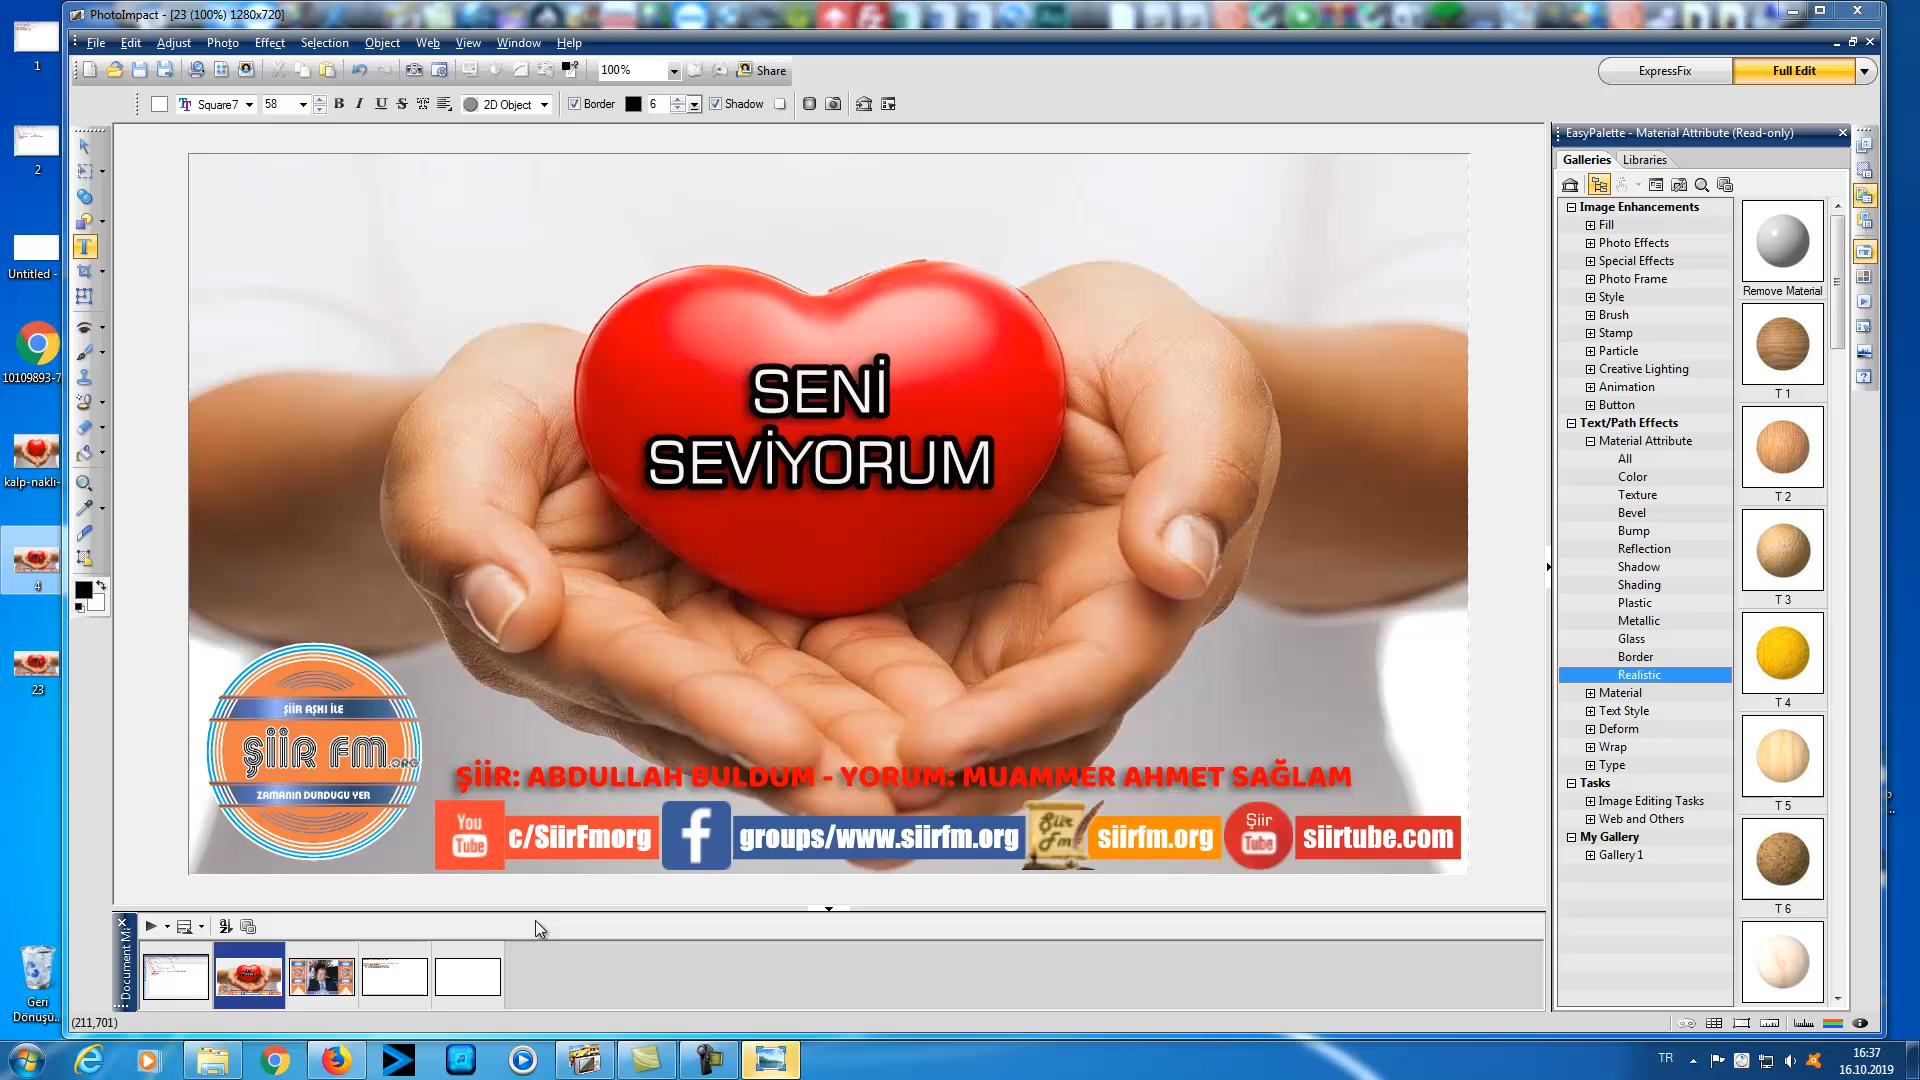 1
2
Untitled -
10109893-7
kalp-nakli-
4
23
Geri
Dönüşü...
PhotoImpact - [23 (100%) 1280x720]
File Edit Adjust Photo Effect Selection Object Web View Window Help
100% Share
ExpressFix Full Edit
Square7 58 B I U S 2D Object Border 6 Shadow
SENİ
SEVİYORUM
ŞİİR AŞKI İLE
ŞiiR FM.ORG
ZAMANIN DURDUGU YER
ŞİİR: ABDULLAH BULDUM - YORUM: MUAMMER AHMET SAĞLAM
You Tube c/SiirFmorg f groups/www.siirfm.org Şiir Fm siirfm.org Şiir Tube siirtube.com
(211,701)
EasyPalette - Material Attribute (Read-only)
Galleries Libraries
Image Enhancements
Fill
Photo Effects
Special Effects
Photo Frame
Style
Brush
Stamp
Particle
Creative Lighting
Animation
Button
Text/Path Effects
Material Attribute
All
Color
Texture
Bevel
Bump
Reflection
Shadow
Shading
Plastic
Metallic
Glass
Border
Realistic
Material
Text Style
Deform
Wrap
Type
Tasks
Image Editing Tasks
Web and Others
My Gallery
Gallery 1
Remove Material
T 1
T 2
T 3
T 4
T 5
T 6
TR
16:37
16.10.2019